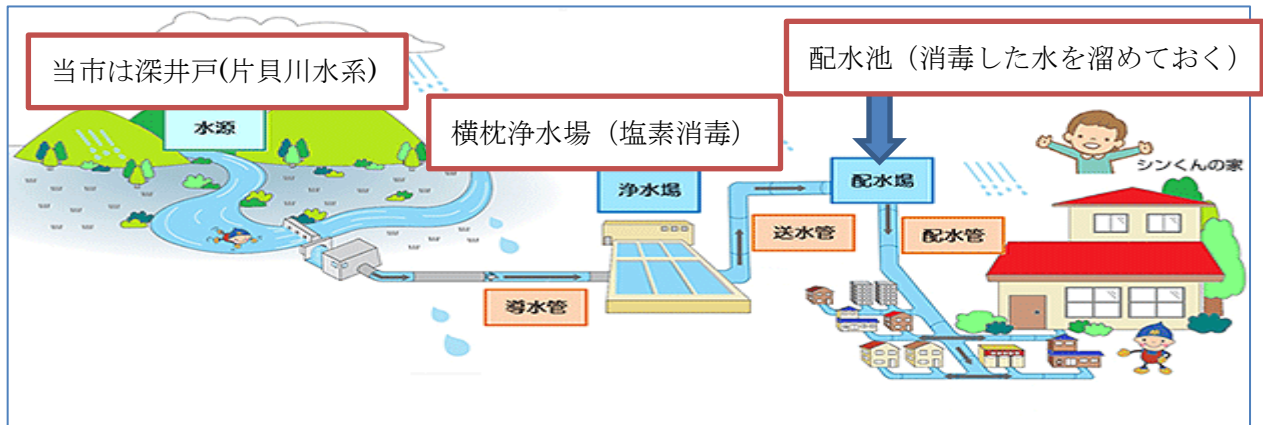 当市は深井戸(片貝川水系)
配水池（消毒した水を溜めておく）
横枕浄水場（塩素消毒）
水源
シンくんの家
浄水場
配水場
送水管
配水管
導水管